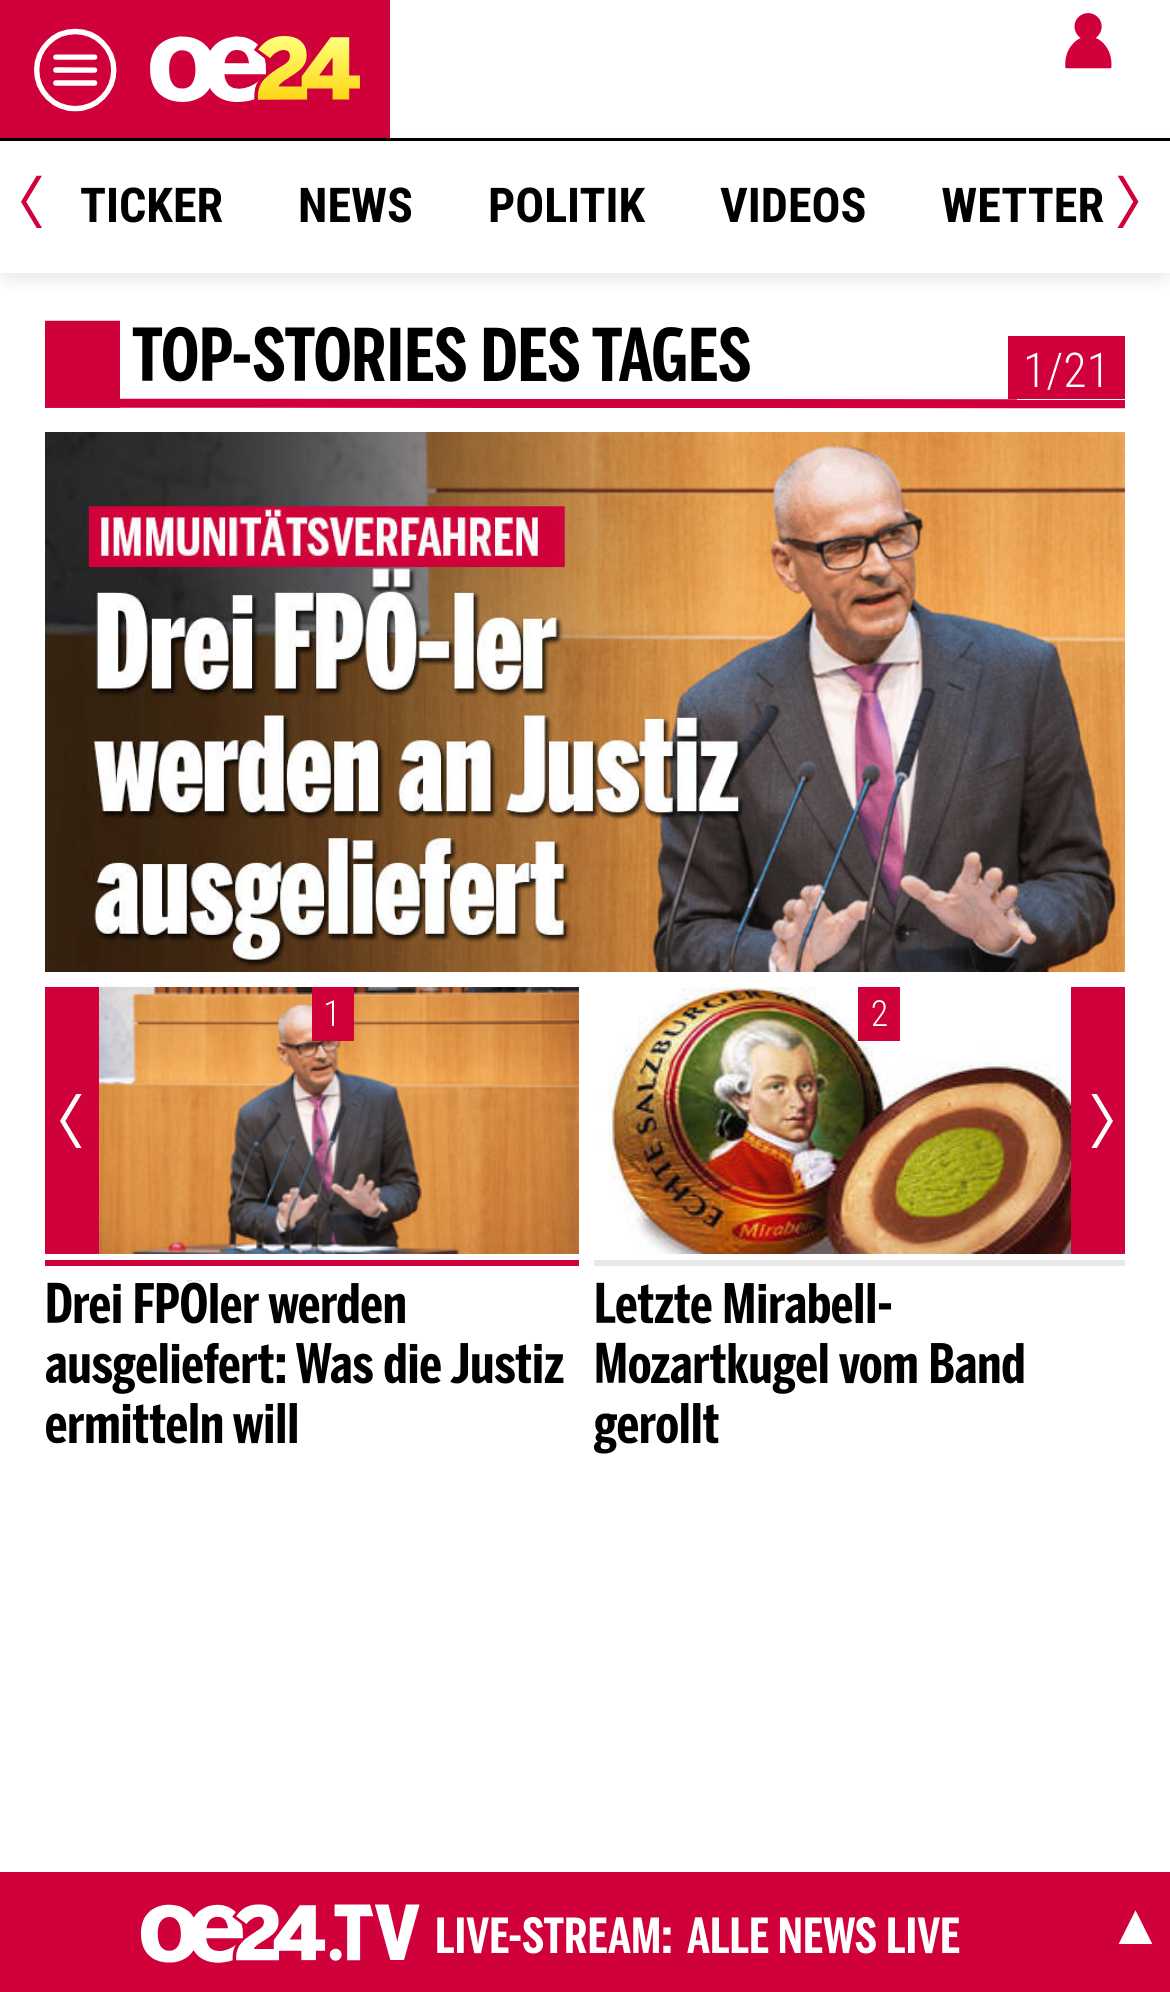 oe24
TICKER NEWS POLITIK VIDEOS WETTER
TOP-STORIES DES TAGES
1/21
IMMUNITÄTSVERFAHREN
Drei FPÖ-ler
werden an Justiz
ausgeliefert
1
2
ECHTE SALZBURGER
Mirabell
Drei FPÖler werden
ausgeliefert: Was die Justiz
ermitteln will
Letzte Mirabell-
Mozartkugel vom Band
gerollt
oe24.TV LIVE-STREAM: ALLE NEWS LIVE